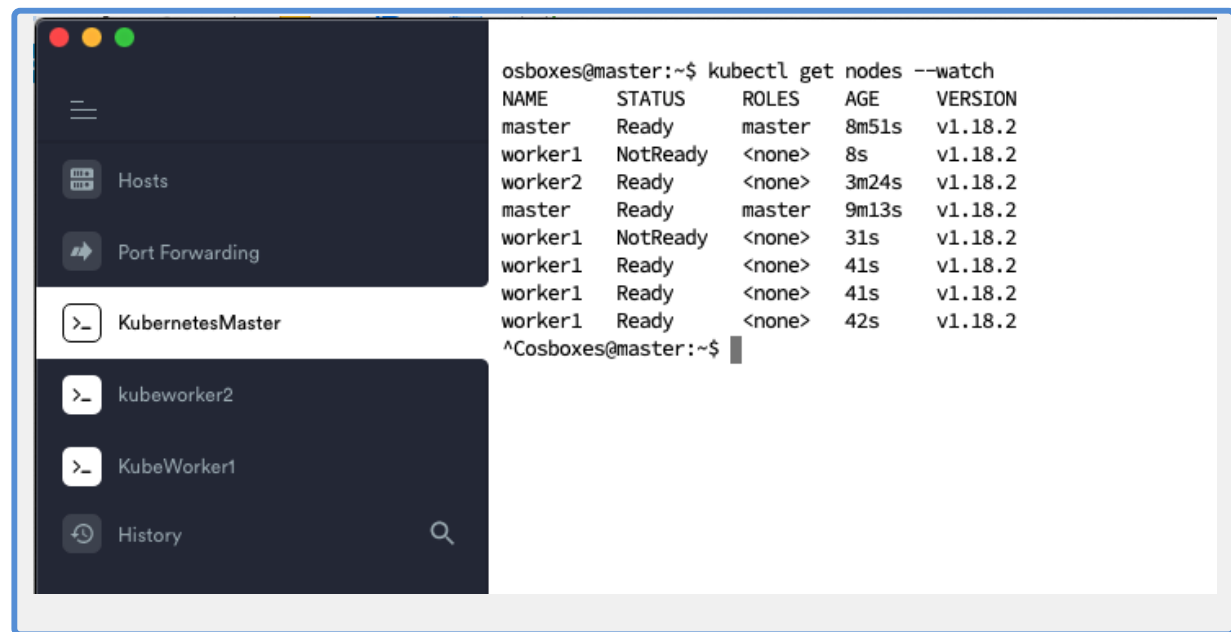 osboxes@master:~$ kubectl get nodes --watch
NAME STATUS ROLES AGE VERSION
master Ready master 8m51s v1.18.2
worker1 NotReady <none> 8s v1.18.2
worker2 Ready <none> 3m24s v1.18.2
master Ready master 9m13s v1.18.2
worker1 NotReady <none> 31s v1.18.2
worker1 Ready <none> 41s v1.18.2
worker1 Ready <none> 41s v1.18.2
worker1 Ready <none> 42s v1.18.2
^Cosboxes@master:~$
Hosts
Port Forwarding
KubernetesMaster
kubeworker2
KubeWorker1
History